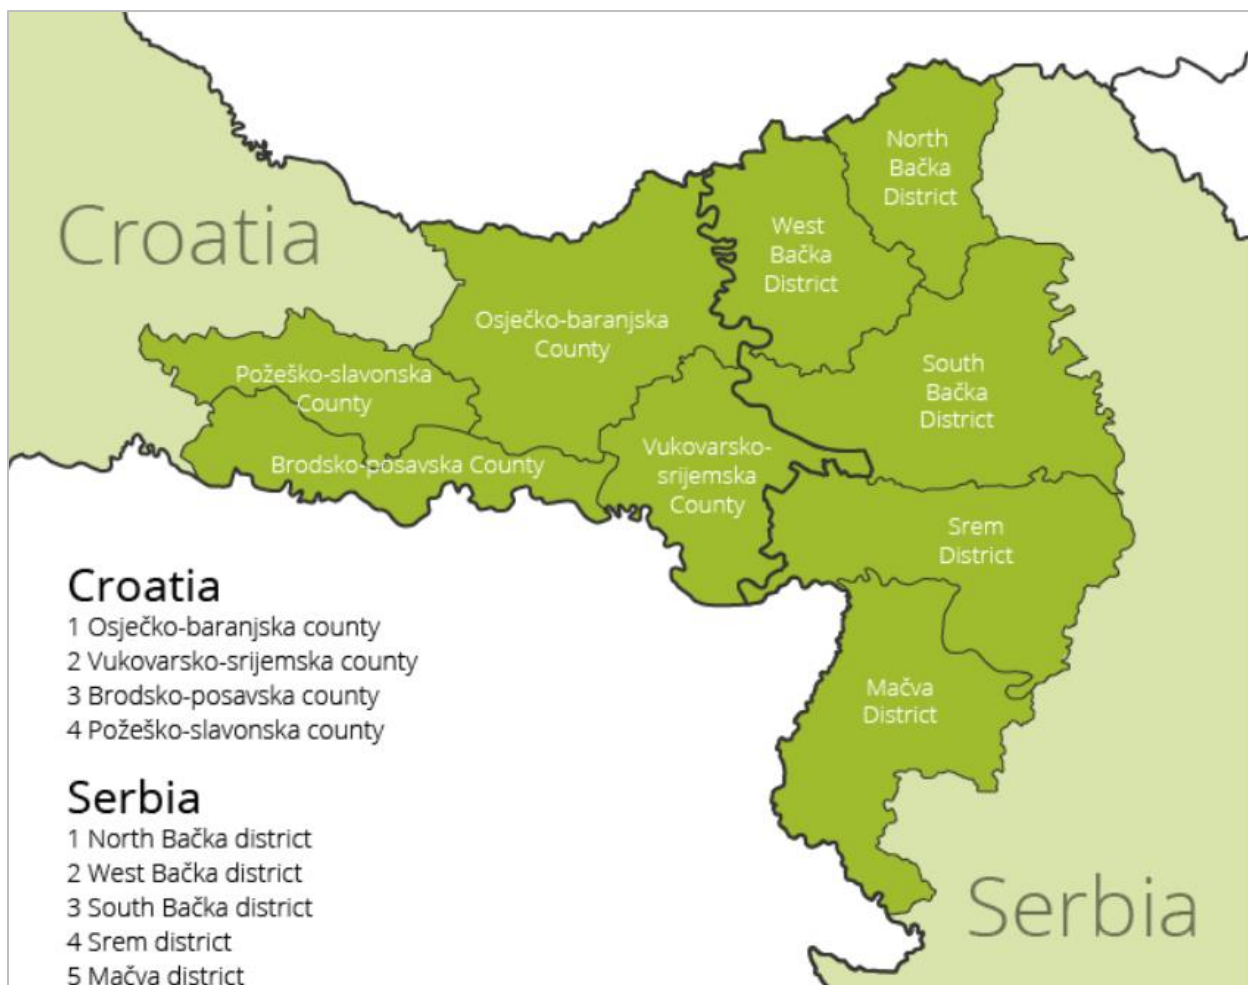 Croatia
North
Bačka
District
West
Bačka
District
Osječko-baranjska
County
South
Bačka
District
Požeško-slavonska
County
Vukovarsko-
srijemska
County
Brodsko-posavska County
Srem
District
Mačva
District
Serbia
Croatia
1 Osječko-baranjska county
2 Vukovarsko-srijemska county
3 Brodsko-posavska county
4 Požeško-slavonska county
Serbia
1 North Bačka district
2 West Bačka district
3 South Bačka district
4 Srem district
5 Mačva district